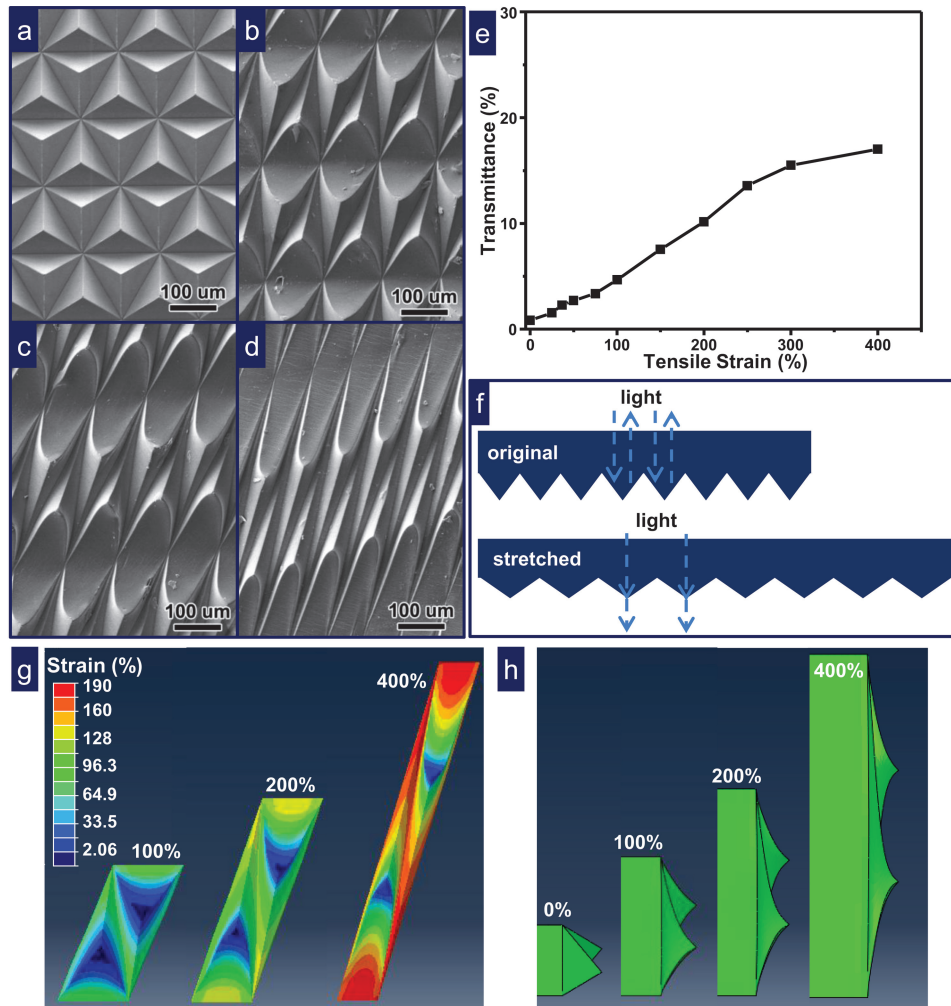 a
b
100 um
100 um
c
d
100 um
100 um
e
30
20
10
0
Transmittance (%)
0
100
200
300
400
Tensile Strain (%)
f
light
original
light
stretched
g
Strain (%)
190
160
128
96.3
64.9
33.5
2.06
100%
200%
400%
h
0%
100%
200%
400%